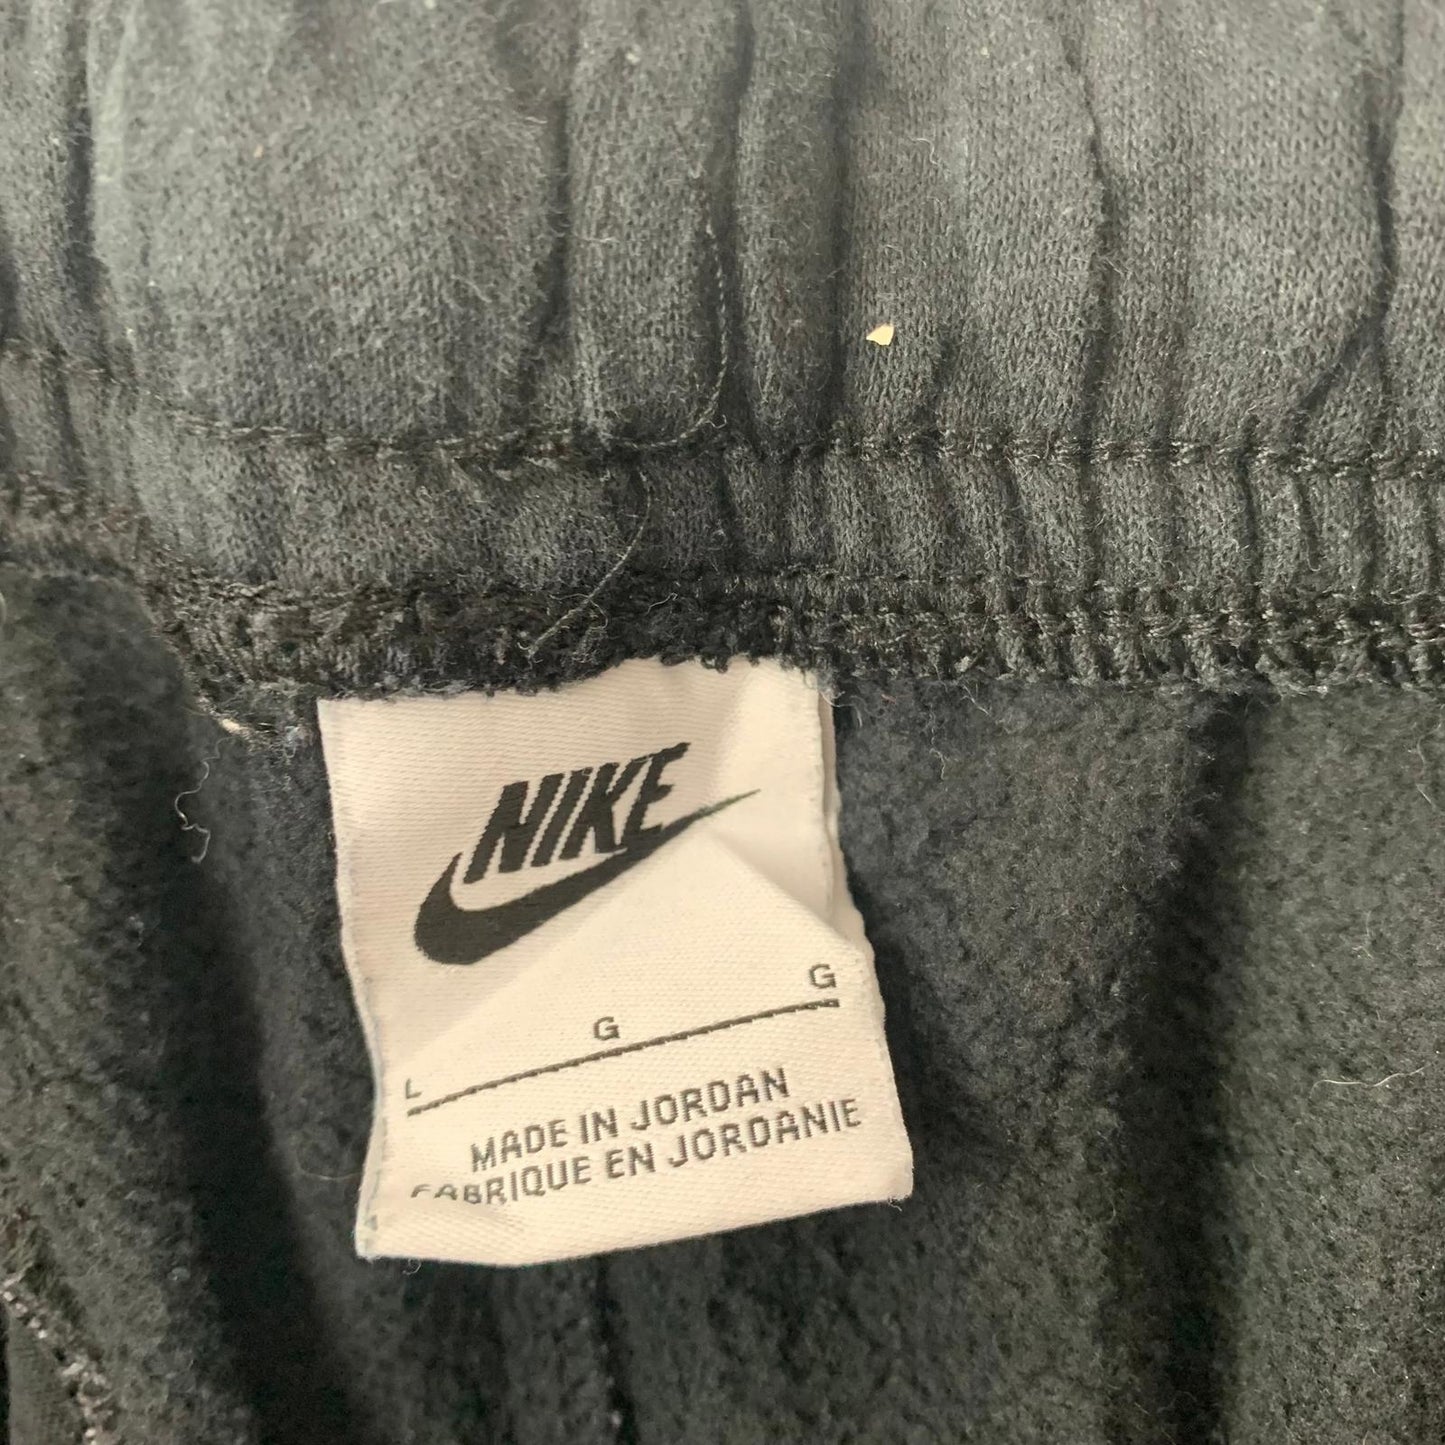 NIKE
L G G
MADE IN JORDAN
FABRIQUE EN JORDANIE